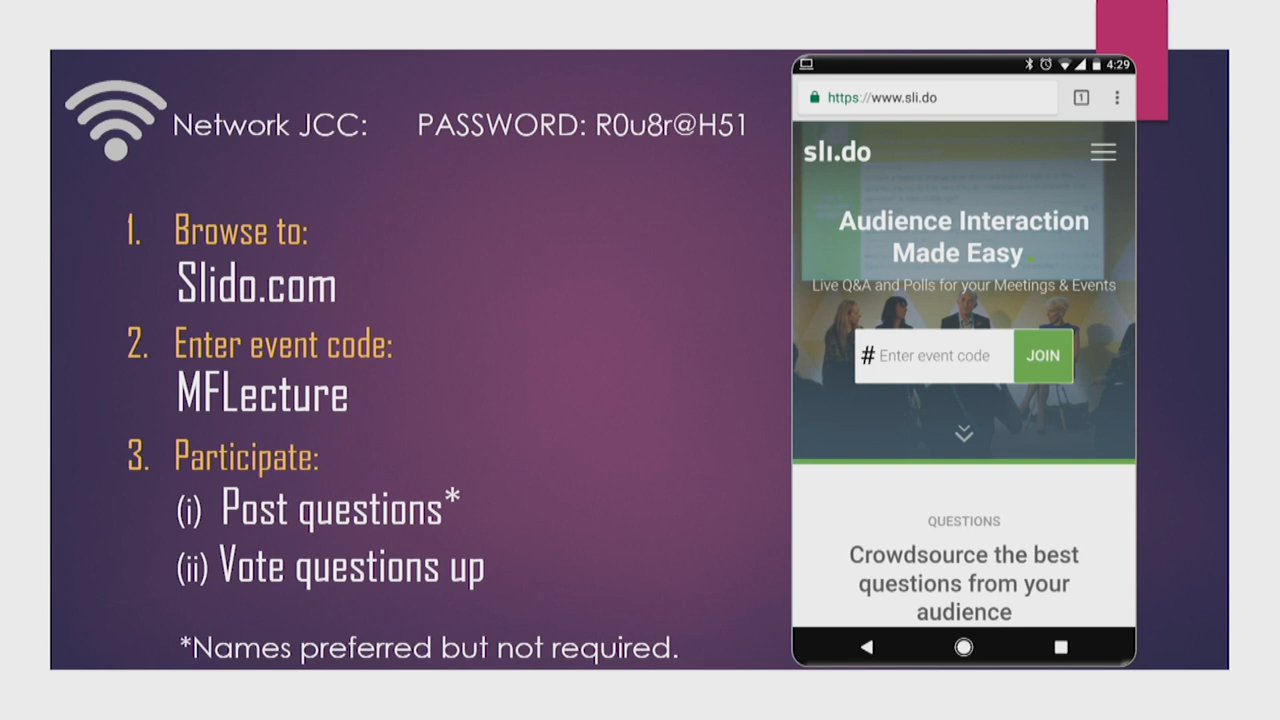 Network JCC: PASSWORD: R0u8r@H51
1. Browse to:
Slido.com
2. Enter event code:
MFLecture
3. Participate:
(i) Post questions*
(ii) Vote questions up
*Names preferred but not required.
4:29
https://www.sli.do
1
slı.do
Audience Interaction
Made Easy.
Live Q&A and Polls for your Meetings & Events
# Enter event code JOIN
QUESTIONS
Crowdsource the best
questions from your
audience